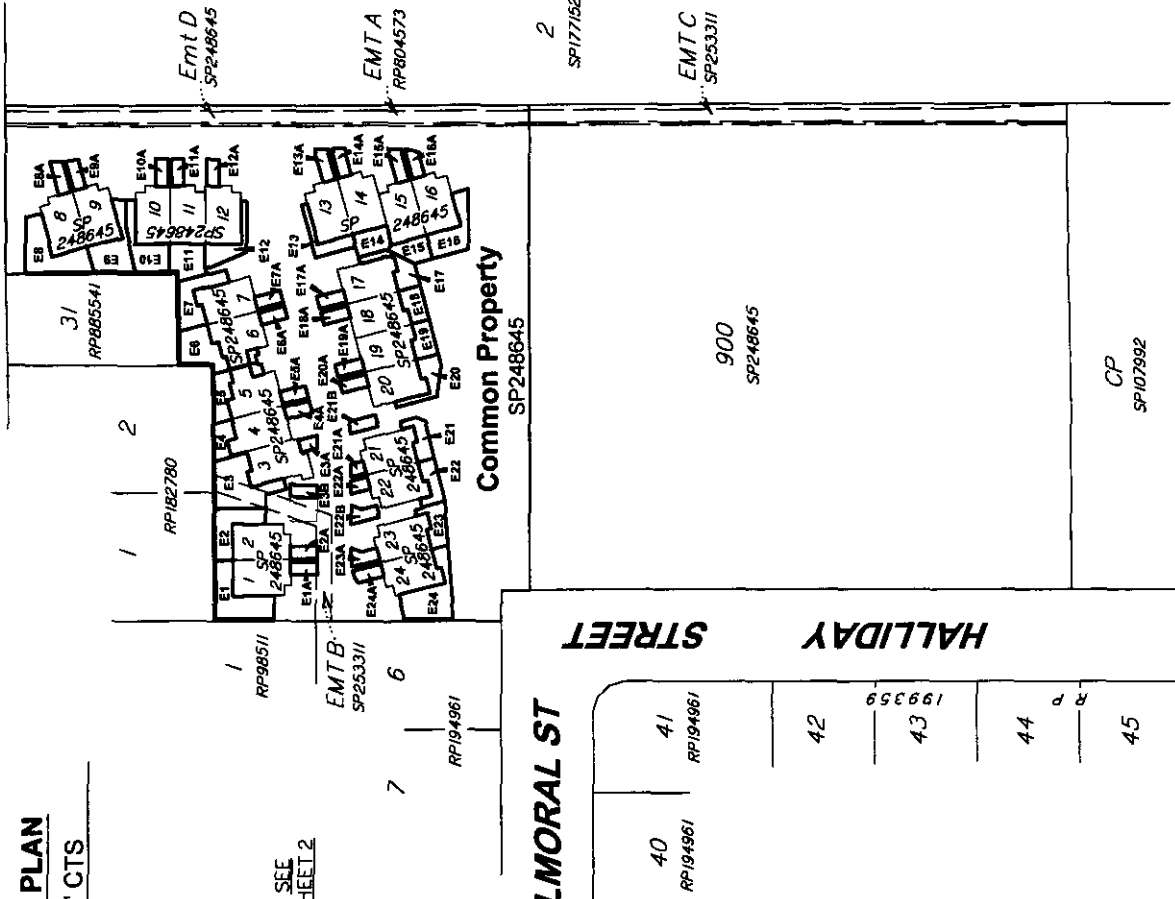 PLAN
' CTS
SEE
HEET 2
Emt D
SP248645
EMT A
RP804573
2
SP177152
EMT C
SP253311
31
RP885541
2
RP182780
1
1
RP98511
EMT B
SP253311
6
7
RP194961
E8A
E9A
8
9
SP
248645
E8
E9
E10A
E11A
E12A
10
11
12
SP248645
E10
E11
E12
E13A
E14A
E15A
E16A
13
14
SP
15
16
248645
E13
E14
E15
E16
E7
E6
7
6
SP248645
E7A
E6A
E5
E4
E3
5
4
3
SP248645
E5A
E4A
E3A
E3B
E2
E1
2
1
SP
248645
E2A
E1A
E17A
E18A
E19A
E20A
17
18
19
20
SP248645
E17
E18
E19
E20
E21B
E21A
E22A
E22B
21
22
SP
248645
E21
E22
E23A
E24A
23
24
SP
248645
E23
E24
Common Property
SP248645
900
SP248645
CP
SP107992
HALLIDAY STREET
LMORAL ST
40
RP194961
41
RP194961
42
43
44
45
R P
199359